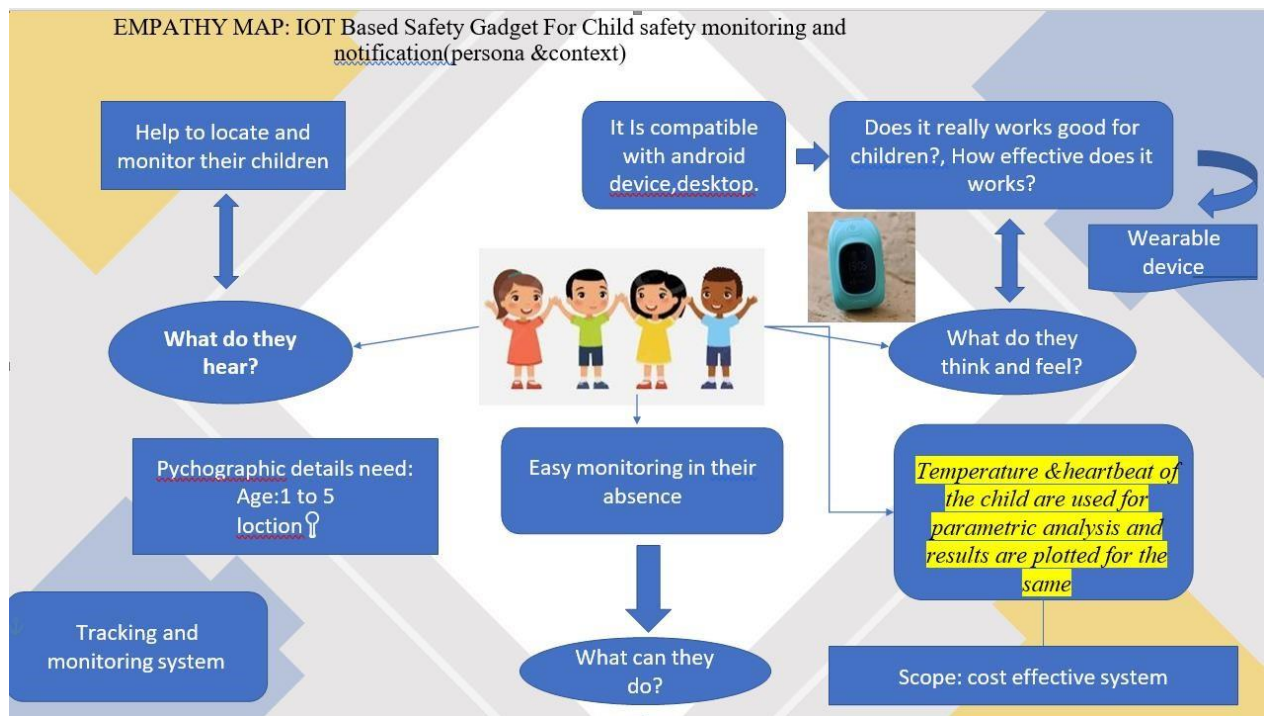 EMPATHY MAP: IOT Based Safety Gadget For Child safety monitoring and
notification(persona &context)
Help to locate and
monitor their children
It Is compatible
with android
device,desktop.
Does it really works good for
children?, How effective does it
works?
Wearable
device
What do they
hear?
What do they
think and feel?
Pychographic details need:
Age:1 to 5
loction
Easy monitoring in their
absence
Temperature &heartbeat of
the child are used for
parametric analysis and
results are plotted for the
same
Tracking and
monitoring system
What can they
do?
Scope: cost effective system